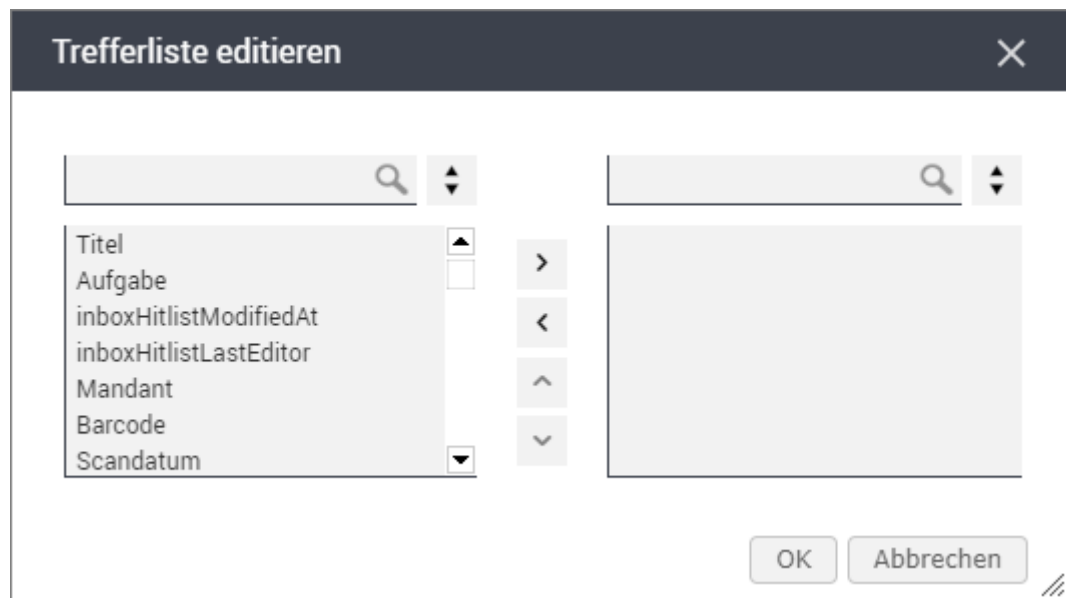 Trefferliste editieren
Titel
Aufgabe
inboxHitlistModifiedAt
inboxHitlistLastEditor
Mandant
Barcode
Scandatum
OK
Abbrechen